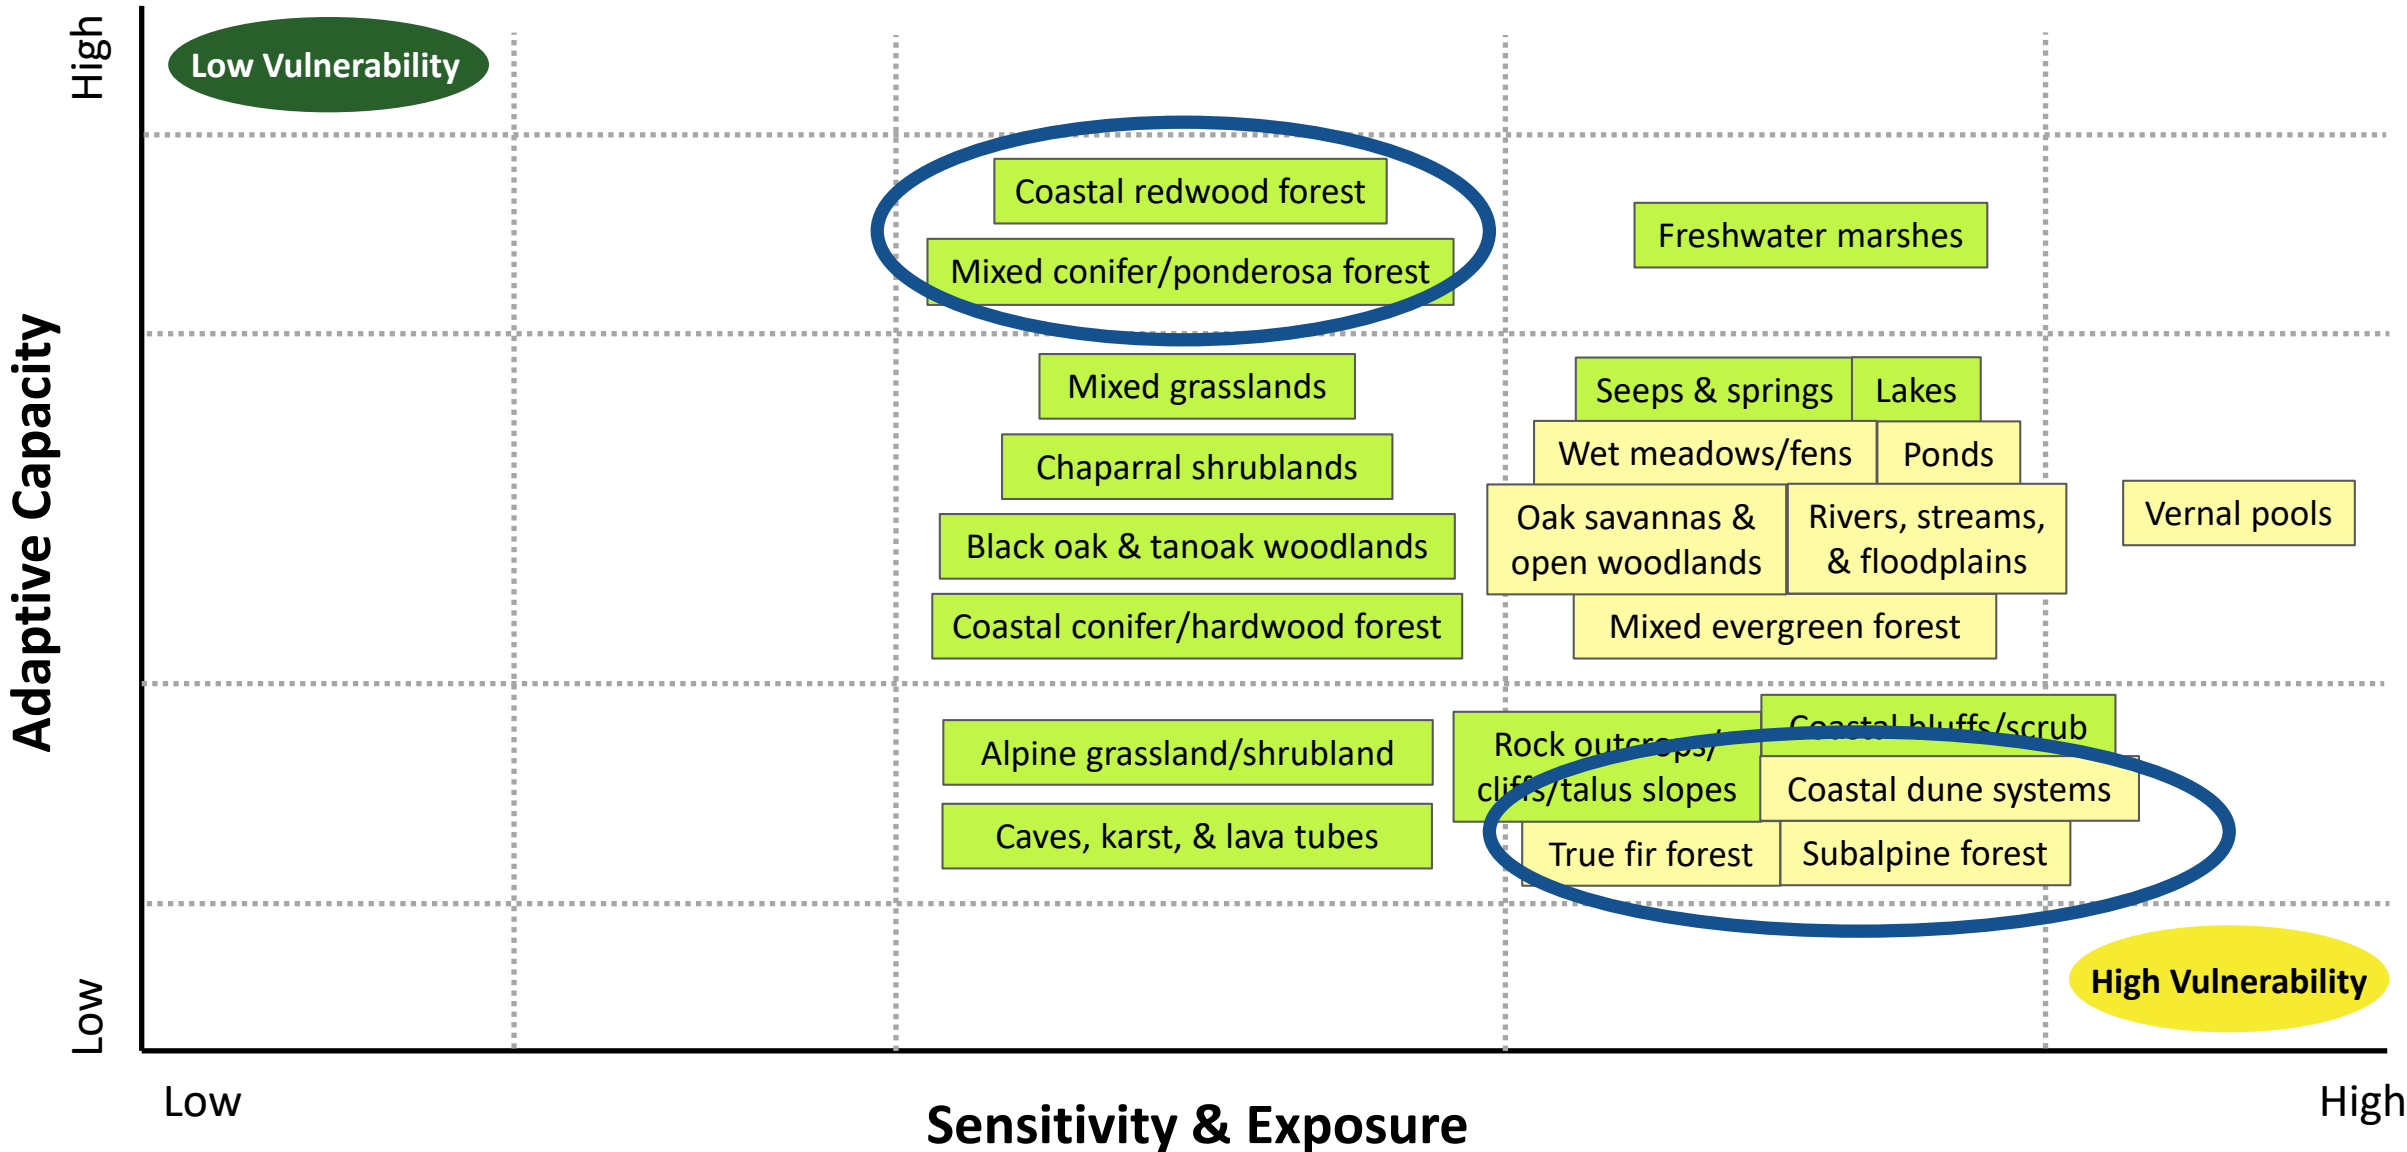 High
Low Vulnerability
Coastal redwood forest
Mixed conifer/ponderosa forest
Freshwater marshes
Adaptive Capacity
Mixed grasslands
Chaparral shrublands
Black oak & tanoak woodlands
Coastal conifer/hardwood forest
Seeps & springs
Lakes
Wet meadows/fens
Ponds
Oak savannas &
open woodlands
Rivers, streams,
& floodplains
Mixed evergreen forest
Vernal pools
Alpine grassland/shrubland
Caves, karst, & lava tubes
Rock outcrops/
cliffs/talus slopes
Coastal bluffs/scrub
Coastal dune systems
True fir forest
Subalpine forest
High Vulnerability
Low
Low
Sensitivity & Exposure
High